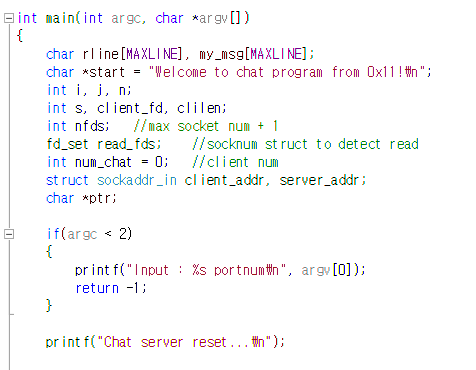 int main(int argc, char *argv[])
{
char rline[MAXLINE], my_msg[MAXLINE];
char *start = "Welcome to chat program from 0x11!₩n";
int i, j, n;
int s, client_fd, clilen;
int nfds; //max socket num + 1
fd_set read_fds; //socknum struct to detect read
int num_chat = 0; //client num
struct sockaddr_in client_addr, server_addr;
char *ptr;
if(argc < 2)
{
printf("Input : %s portnum₩n", argv[0]);
return -1;
}
printf("Chat server reset...₩n");